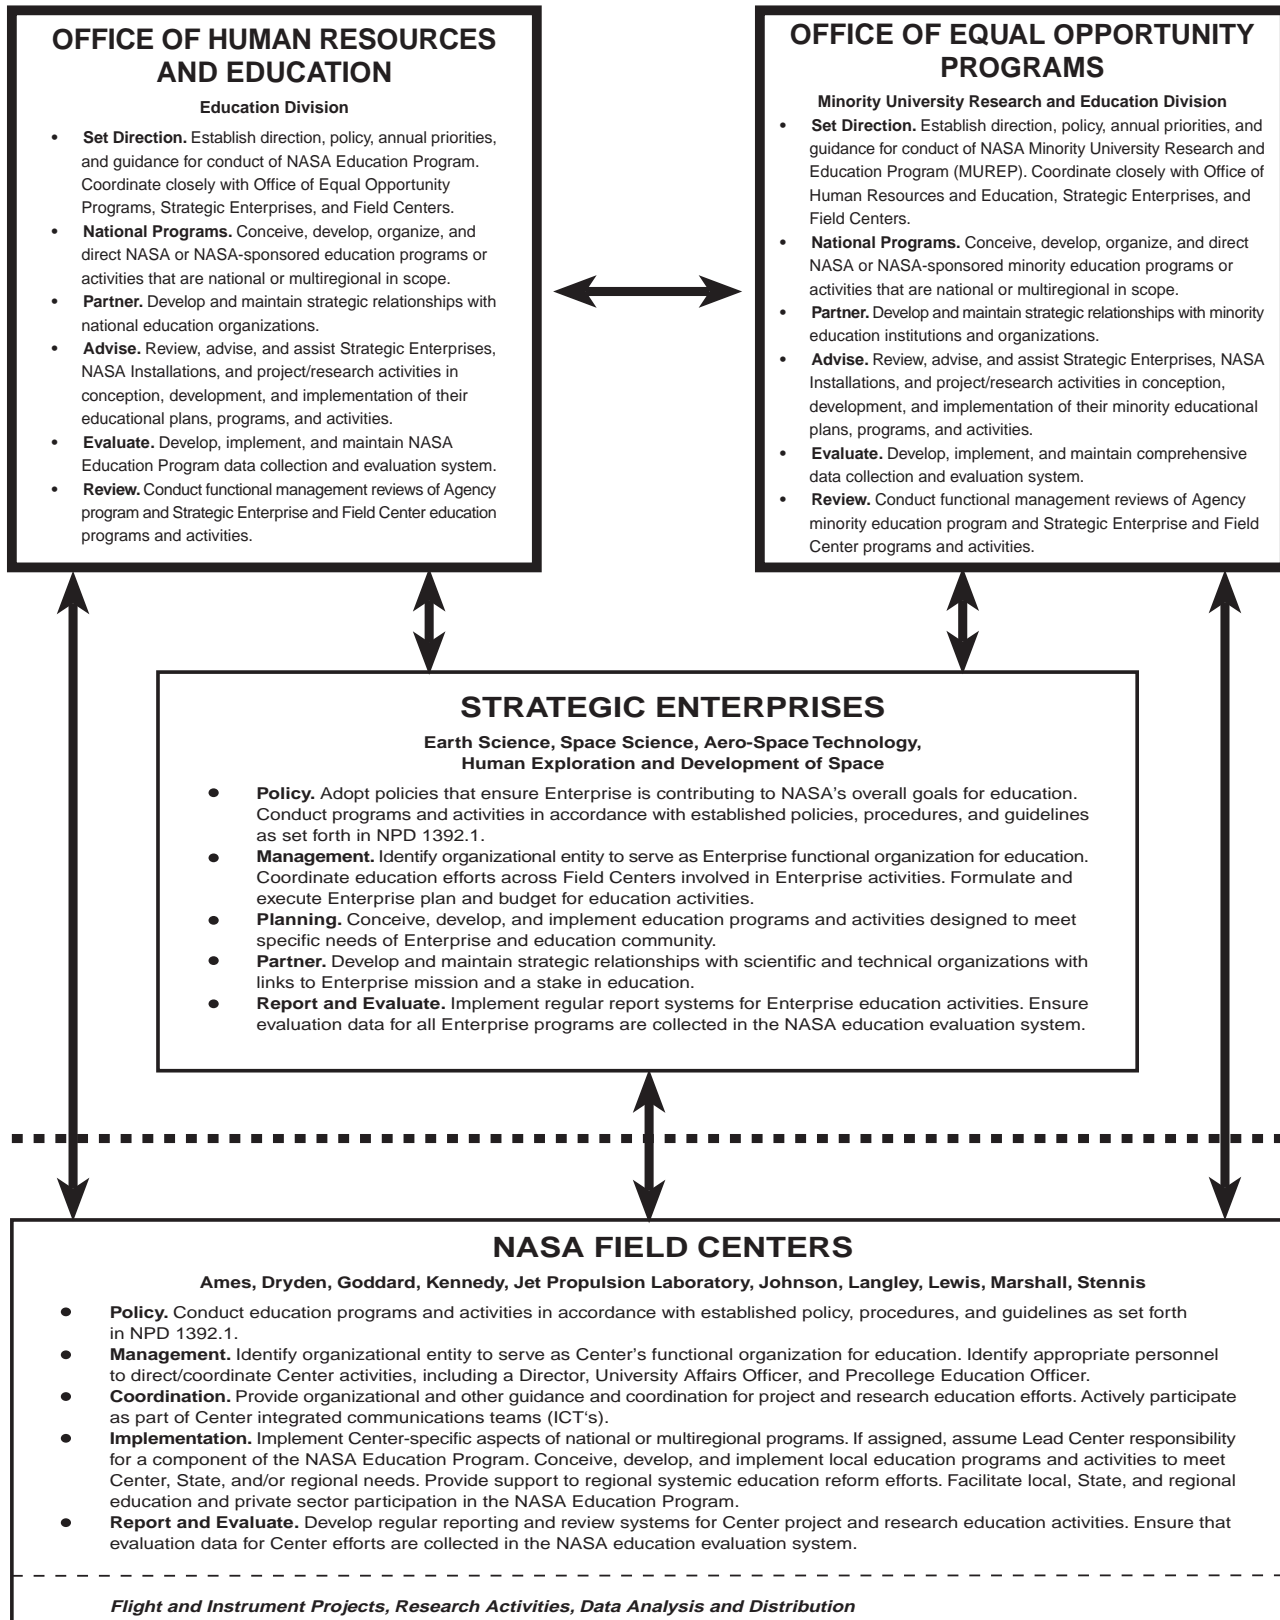 OFFICE OF HUMAN RESOURCES
AND EDUCATION
Education Division
• Set Direction. Establish direction, policy, annual priorities,
and guidance for conduct of NASA Education Program.
Coordinate closely with Office of Equal Opportunity
Programs, Strategic Enterprises, and Field Centers.
• National Programs. Conceive, develop, organize, and
direct NASA or NASA-sponsored education programs or
activities that are national or multiregional in scope.
• Partner. Develop and maintain strategic relationships with
national education organizations.
• Advise. Review, advise, and assist Strategic Enterprises,
NASA Installations, and project/research activities in
conception, development, and implementation of their
educational plans, programs, and activities.
• Evaluate. Develop, implement, and maintain NASA
Education Program data collection and evaluation system.
• Review. Conduct functional management reviews of Agency
program and Strategic Enterprise and Field Center education
programs and activities.
OFFICE OF EQUAL OPPORTUNITY
PROGRAMS
Minority University Research and Education Division
• Set Direction. Establish direction, policy, annual priorities, and
guidance for conduct of NASA Minority University Research and
Education Program (MUREP). Coordinate closely with Office of
Human Resources and Education, Strategic Enterprises, and
Field Centers.
• National Programs. Conceive, develop, organize, and direct
NASA or NASA-sponsored minority education programs or
activities that are national or multiregional in scope.
• Partner. Develop and maintain strategic relationships with minority
education institutions and organizations.
• Advise. Review, advise, and assist Strategic Enterprises, NASA
Installations, and project/research activities in conception,
development, and implementation of their minority educational
plans, programs, and activities.
• Evaluate. Develop, implement, and maintain comprehensive
data collection and evaluation system.
• Review. Conduct functional management reviews of Agency
minority education program and Strategic Enterprise and Field
Center programs and activities.
STRATEGIC ENTERPRISES
Earth Science, Space Science, Aero-Space Technology,
Human Exploration and Development of Space
• Policy. Adopt policies that ensure Enterprise is contributing to NASA's overall goals for education.
Conduct programs and activities in accordance with established policies, procedures, and guidelines
as set forth in NPD 1392.1.
• Management. Identify organizational entity to serve as Enterprise functional organization for education.
Coordinate education efforts across Field Centers involved in Enterprise activities. Formulate and
execute Enterprise plan and budget for education activities.
• Planning. Conceive, develop, and implement education programs and activities designed to meet
specific needs of Enterprise and education community.
• Partner. Develop and maintain strategic relationships with scientific and technical organizations with
links to Enterprise mission and a stake in education.
• Report and Evaluate. Implement regular report systems for Enterprise education activities. Ensure
evaluation data for all Enterprise programs are collected in the NASA education evaluation system.
NASA FIELD CENTERS
Ames, Dryden, Goddard, Kennedy, Jet Propulsion Laboratory, Johnson, Langley, Lewis, Marshall, Stennis
• Policy. Conduct education programs and activities in accordance with established policy, procedures, and guidelines as set forth
in NPD 1392.1.
• Management. Identify organizational entity to serve as Center's functional organization for education. Identify appropriate personnel
to direct/coordinate Center activities, including a Director, University Affairs Officer, and Precollege Education Officer.
• Coordination. Provide organizational and other guidance and coordination for project and research education efforts. Actively participate
as part of Center integrated communications teams (ICT‘s).
• Implementation. Implement Center-specific aspects of national or multiregional programs. If assigned, assume Lead Center responsibility
for a component of the NASA Education Program. Conceive, develop, and implement local education programs and activities to meet
Center, State, and/or regional needs. Provide support to regional systemic education reform efforts. Facilitate local, State, and regional
education and private sector participation in the NASA Education Program.
• Report and Evaluate. Develop regular reporting and review systems for Center project and research education activities. Ensure that
evaluation data for Center efforts are collected in the NASA education evaluation system.
Flight and Instrument Projects, Research Activities, Data Analysis and Distribution